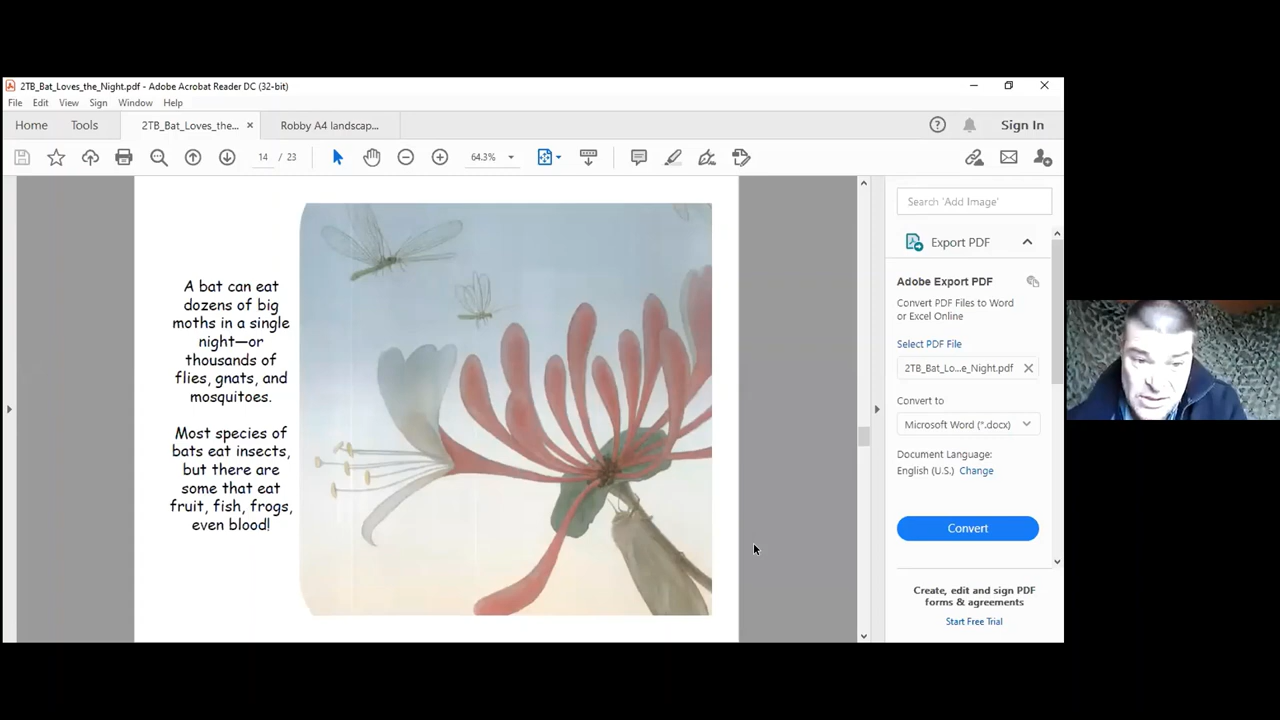 2TB_Bat_Loves_the_Night.pdf - Adobe Acrobat Reader DC (32-bit)
File Edit View Sign Window Help
Home Tools 2TB_Bat_Loves_the... Robby A4 landscap... Sign In
14 / 23 64.3%
A bat can eat
dozens of big
moths in a single
night—or
thousands of
flies, gnats, and
mosquitoes.
Most species of
bats eat insects,
but there are
some that eat
fruit, fish, frogs,
even blood!
Search 'Add Image'
Export PDF
Adobe Export PDF
Convert PDF Files to Word
or Excel Online
Select PDF File
2TB_Bat_Lo...e_Night.pdf
Convert to
Microsoft Word (*.docx)
Document Language:
English (U.S.) Change
Convert
Create, edit and sign PDF
forms & agreements
Start Free Trial